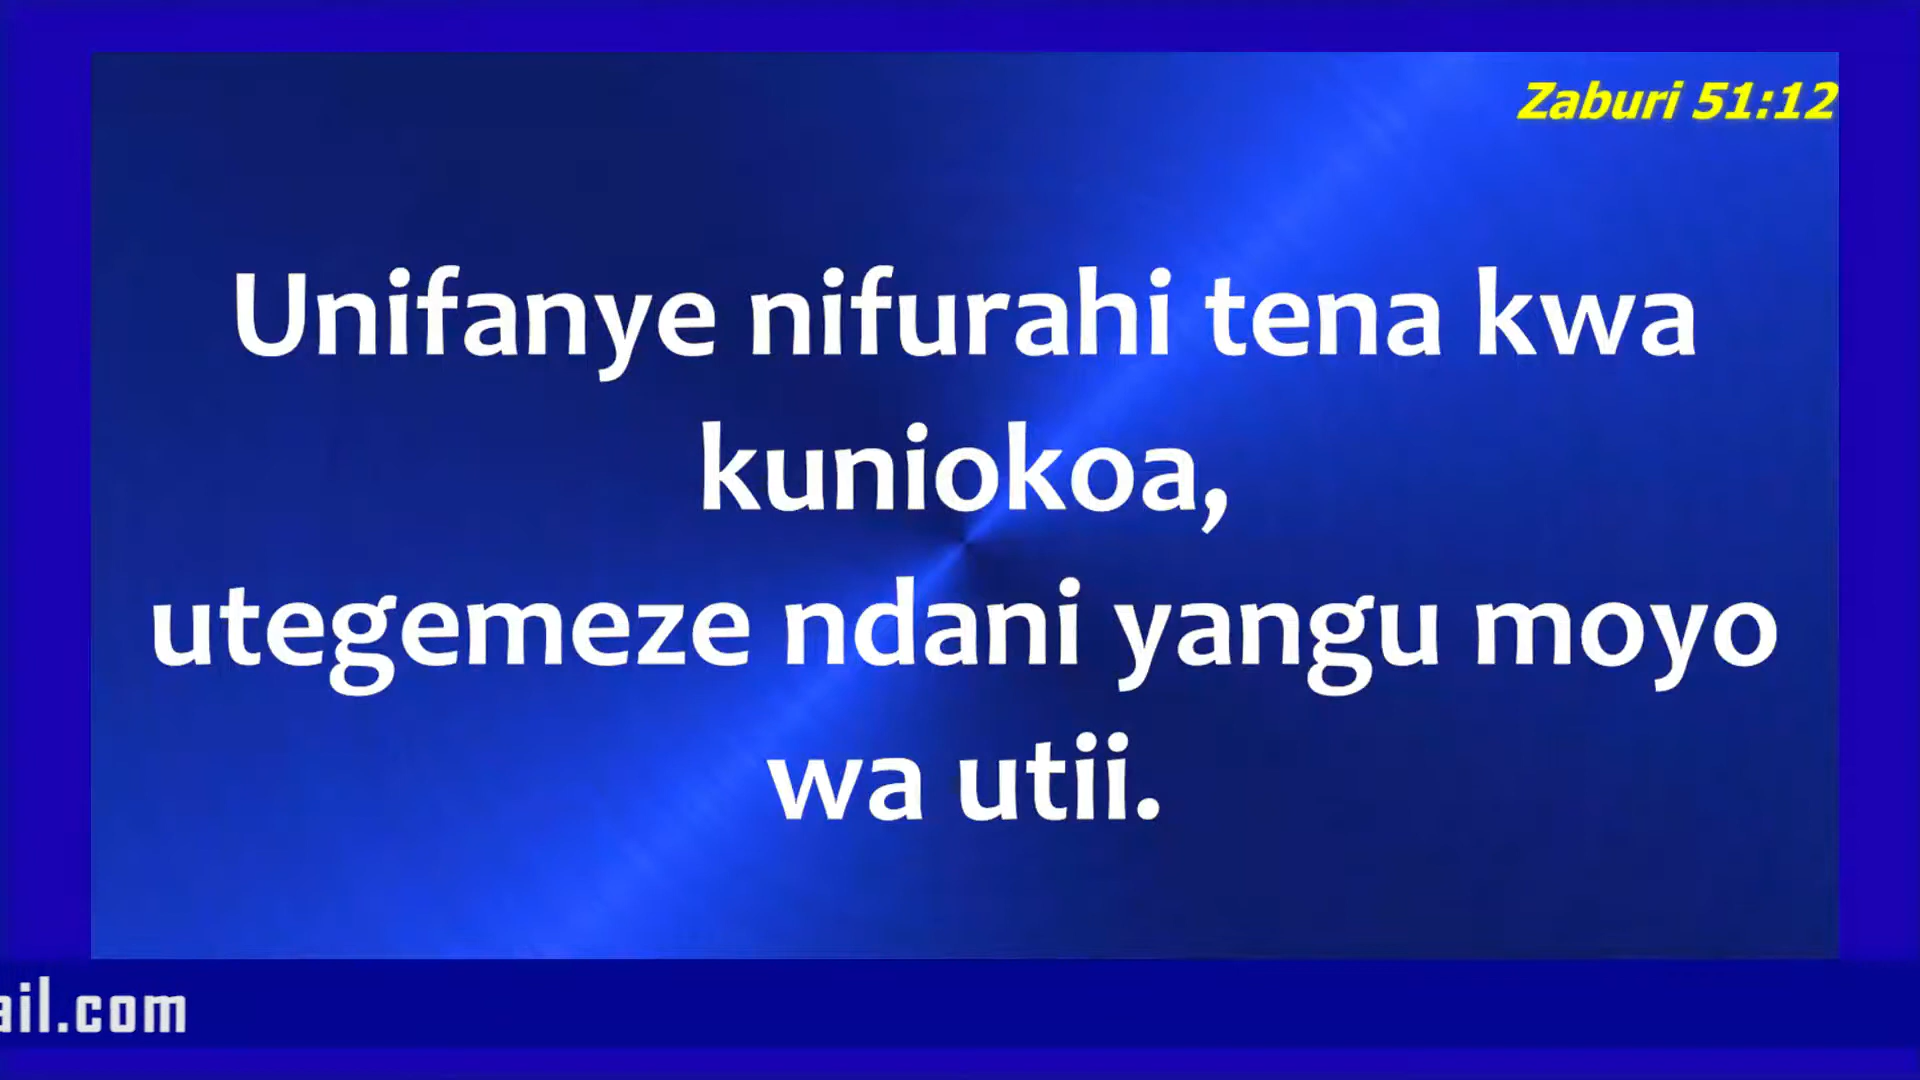 Zaburi 51:12
Unifanye nifurahi tena kwa
kuniokoa,
utegemeze ndani yangu moyo
wa utii.
ail.com